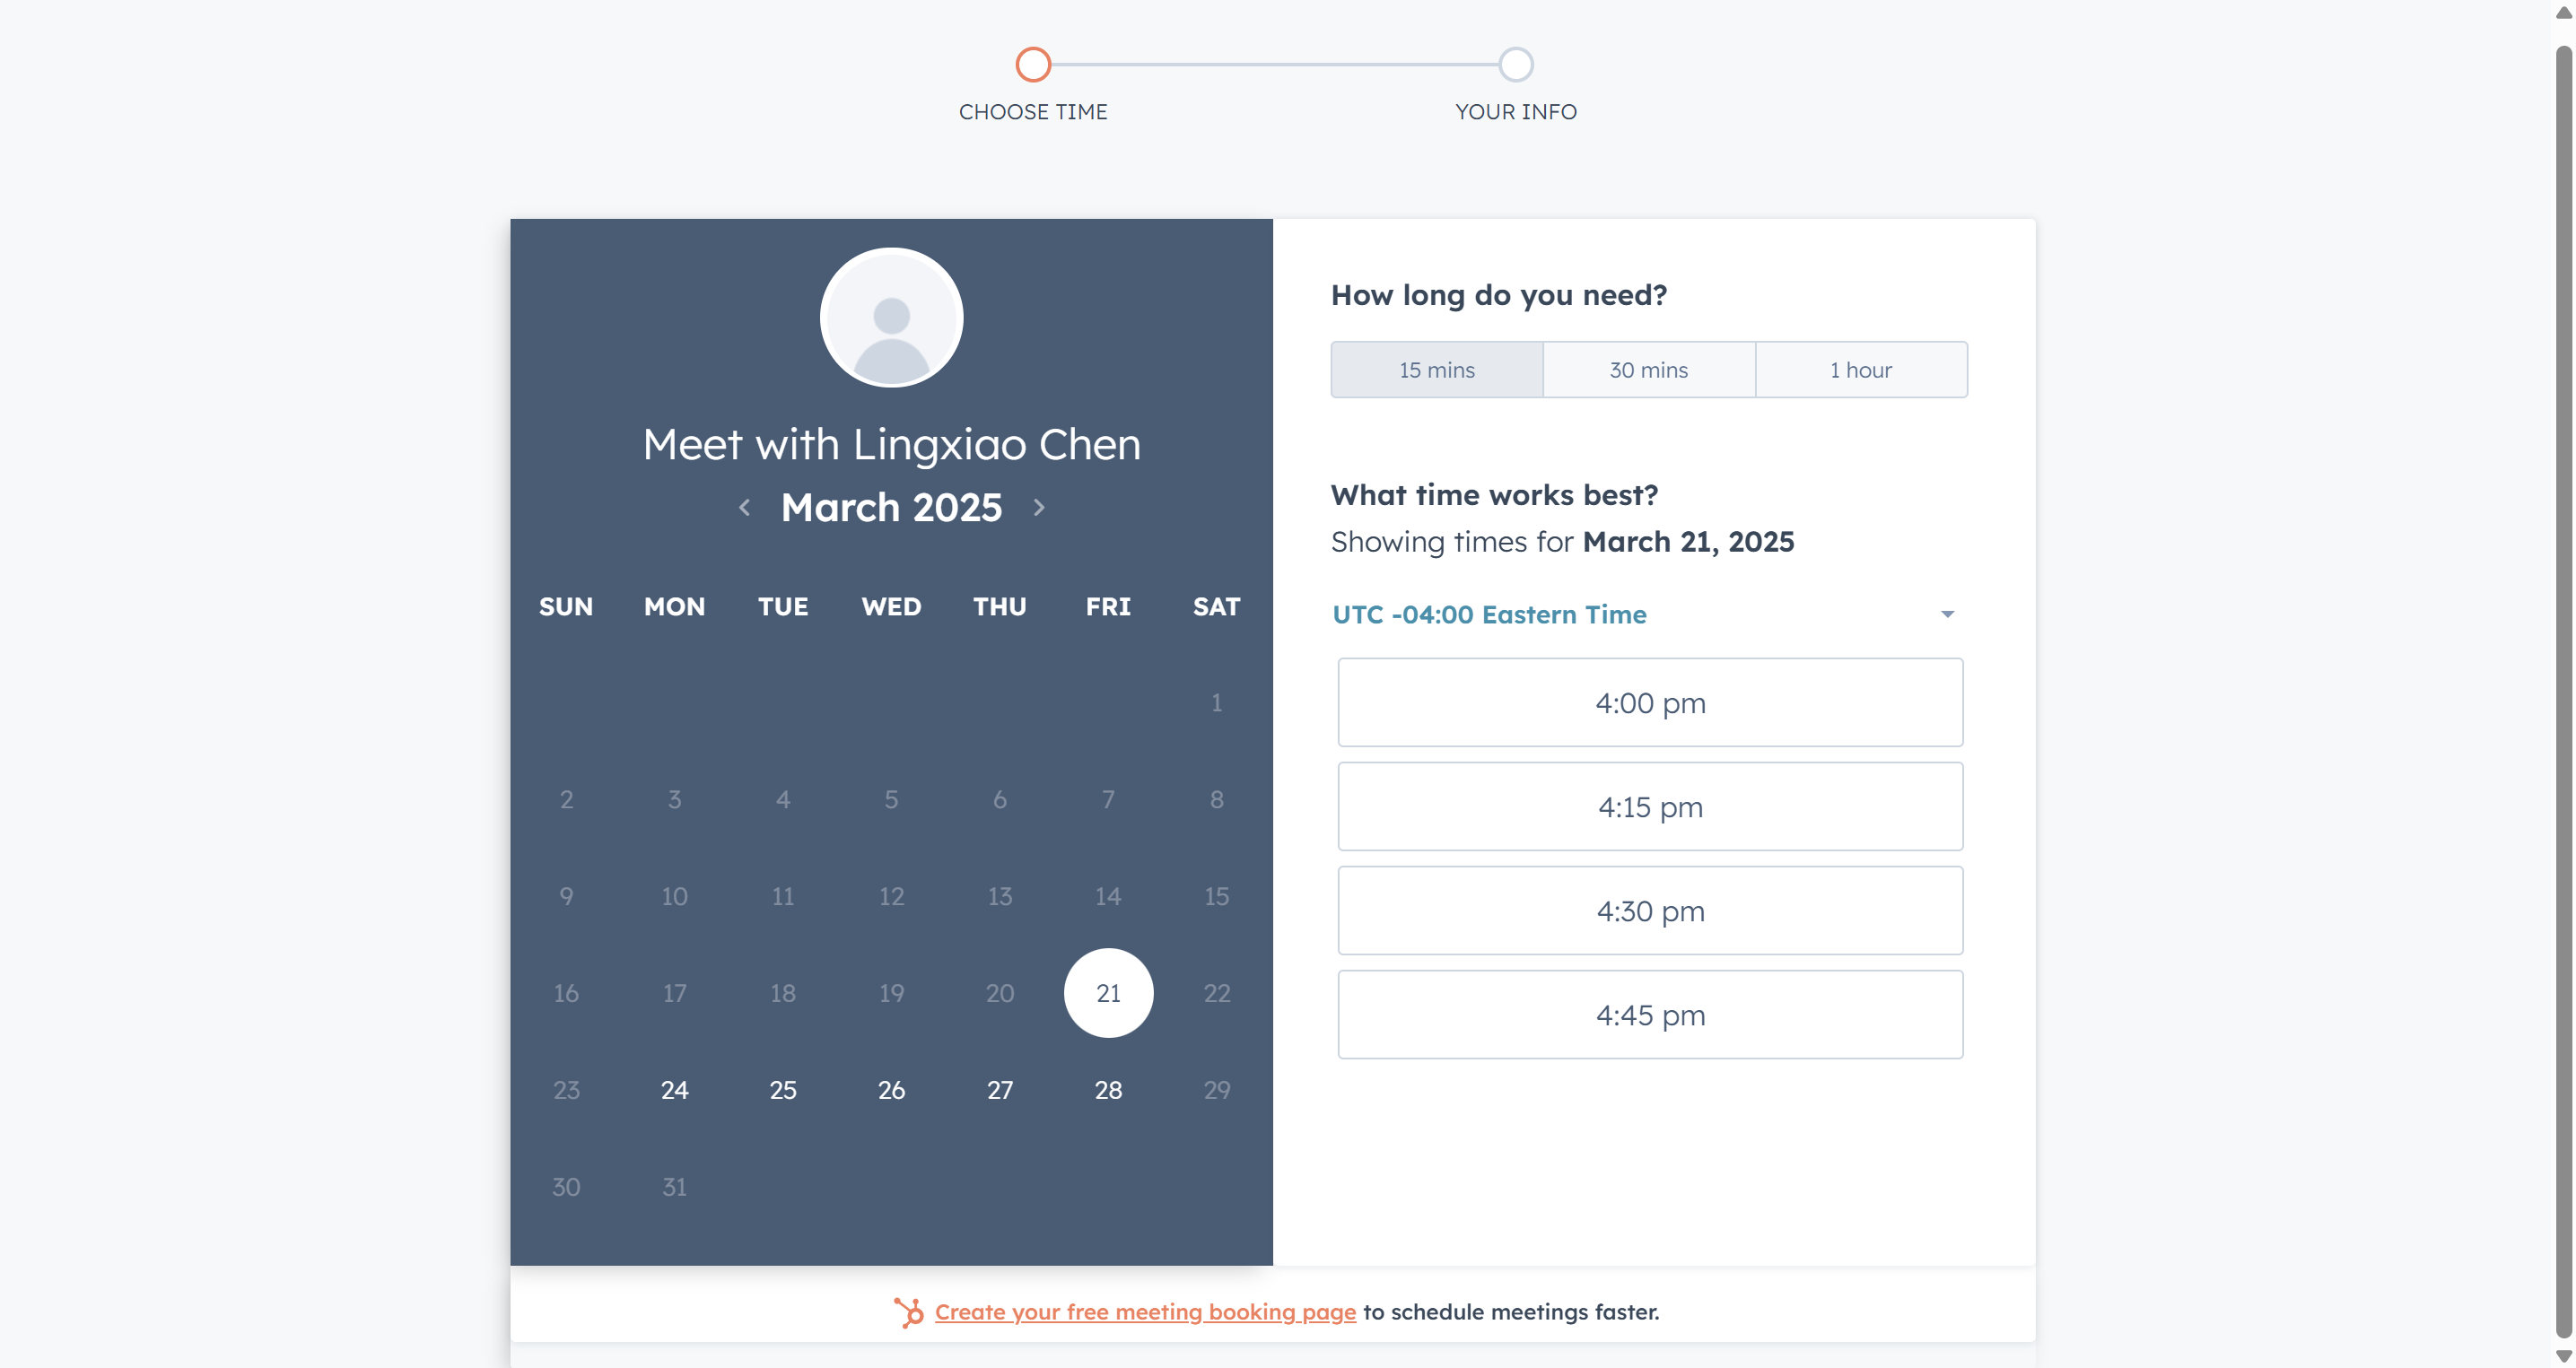 CHOOSE TIME
YOUR INFO
Meet with Lingxiao Chen
March 2025
SUN MON TUE WED THU FRI SAT
1
2 3 4 5 6 7 8
9 10 11 12 13 14 15
16 17 18 19 20 21 22
23 24 25 26 27 28 29
30 31
How long do you need?
15 mins 30 mins 1 hour
What time works best?
Showing times for March 21, 2025
UTC -04:00 Eastern Time
4:00 pm
4:15 pm
4:30 pm
4:45 pm
Create your free meeting booking page to schedule meetings faster.